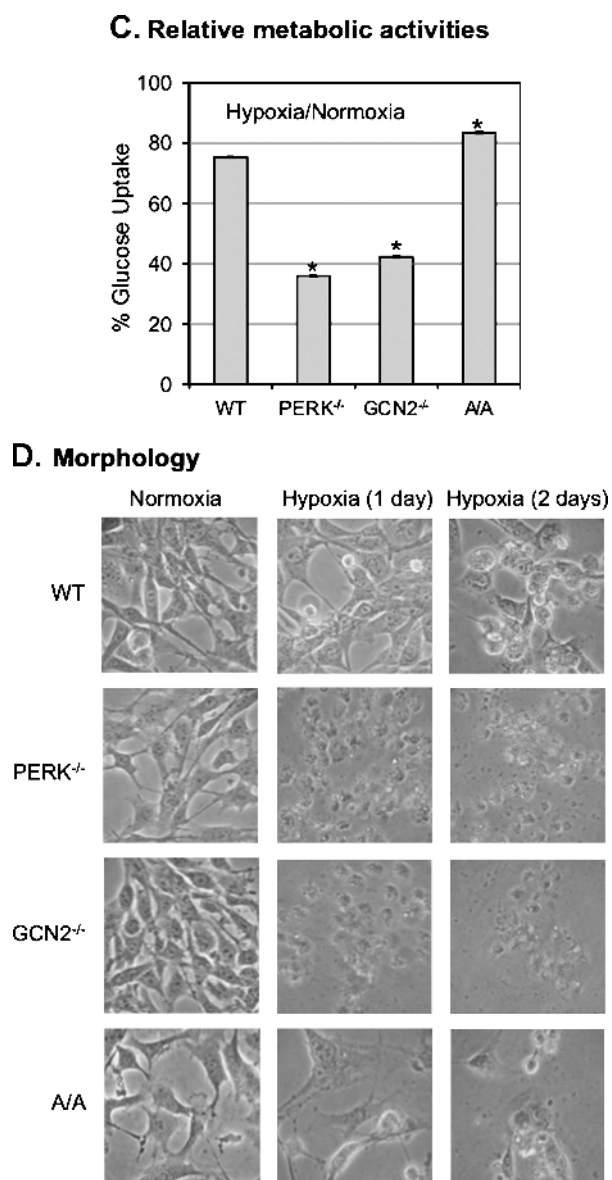 C. Relative metabolic activities
100
80
60
40
20
0
% Glucose Uptake
Hypoxia/Normoxia
*
*
*
WT PERK-/- GCN2-/- A/A
D. Morphology
Normoxia Hypoxia (1 day) Hypoxia (2 days)
WT
PERK-/-
GCN2-/-
A/A